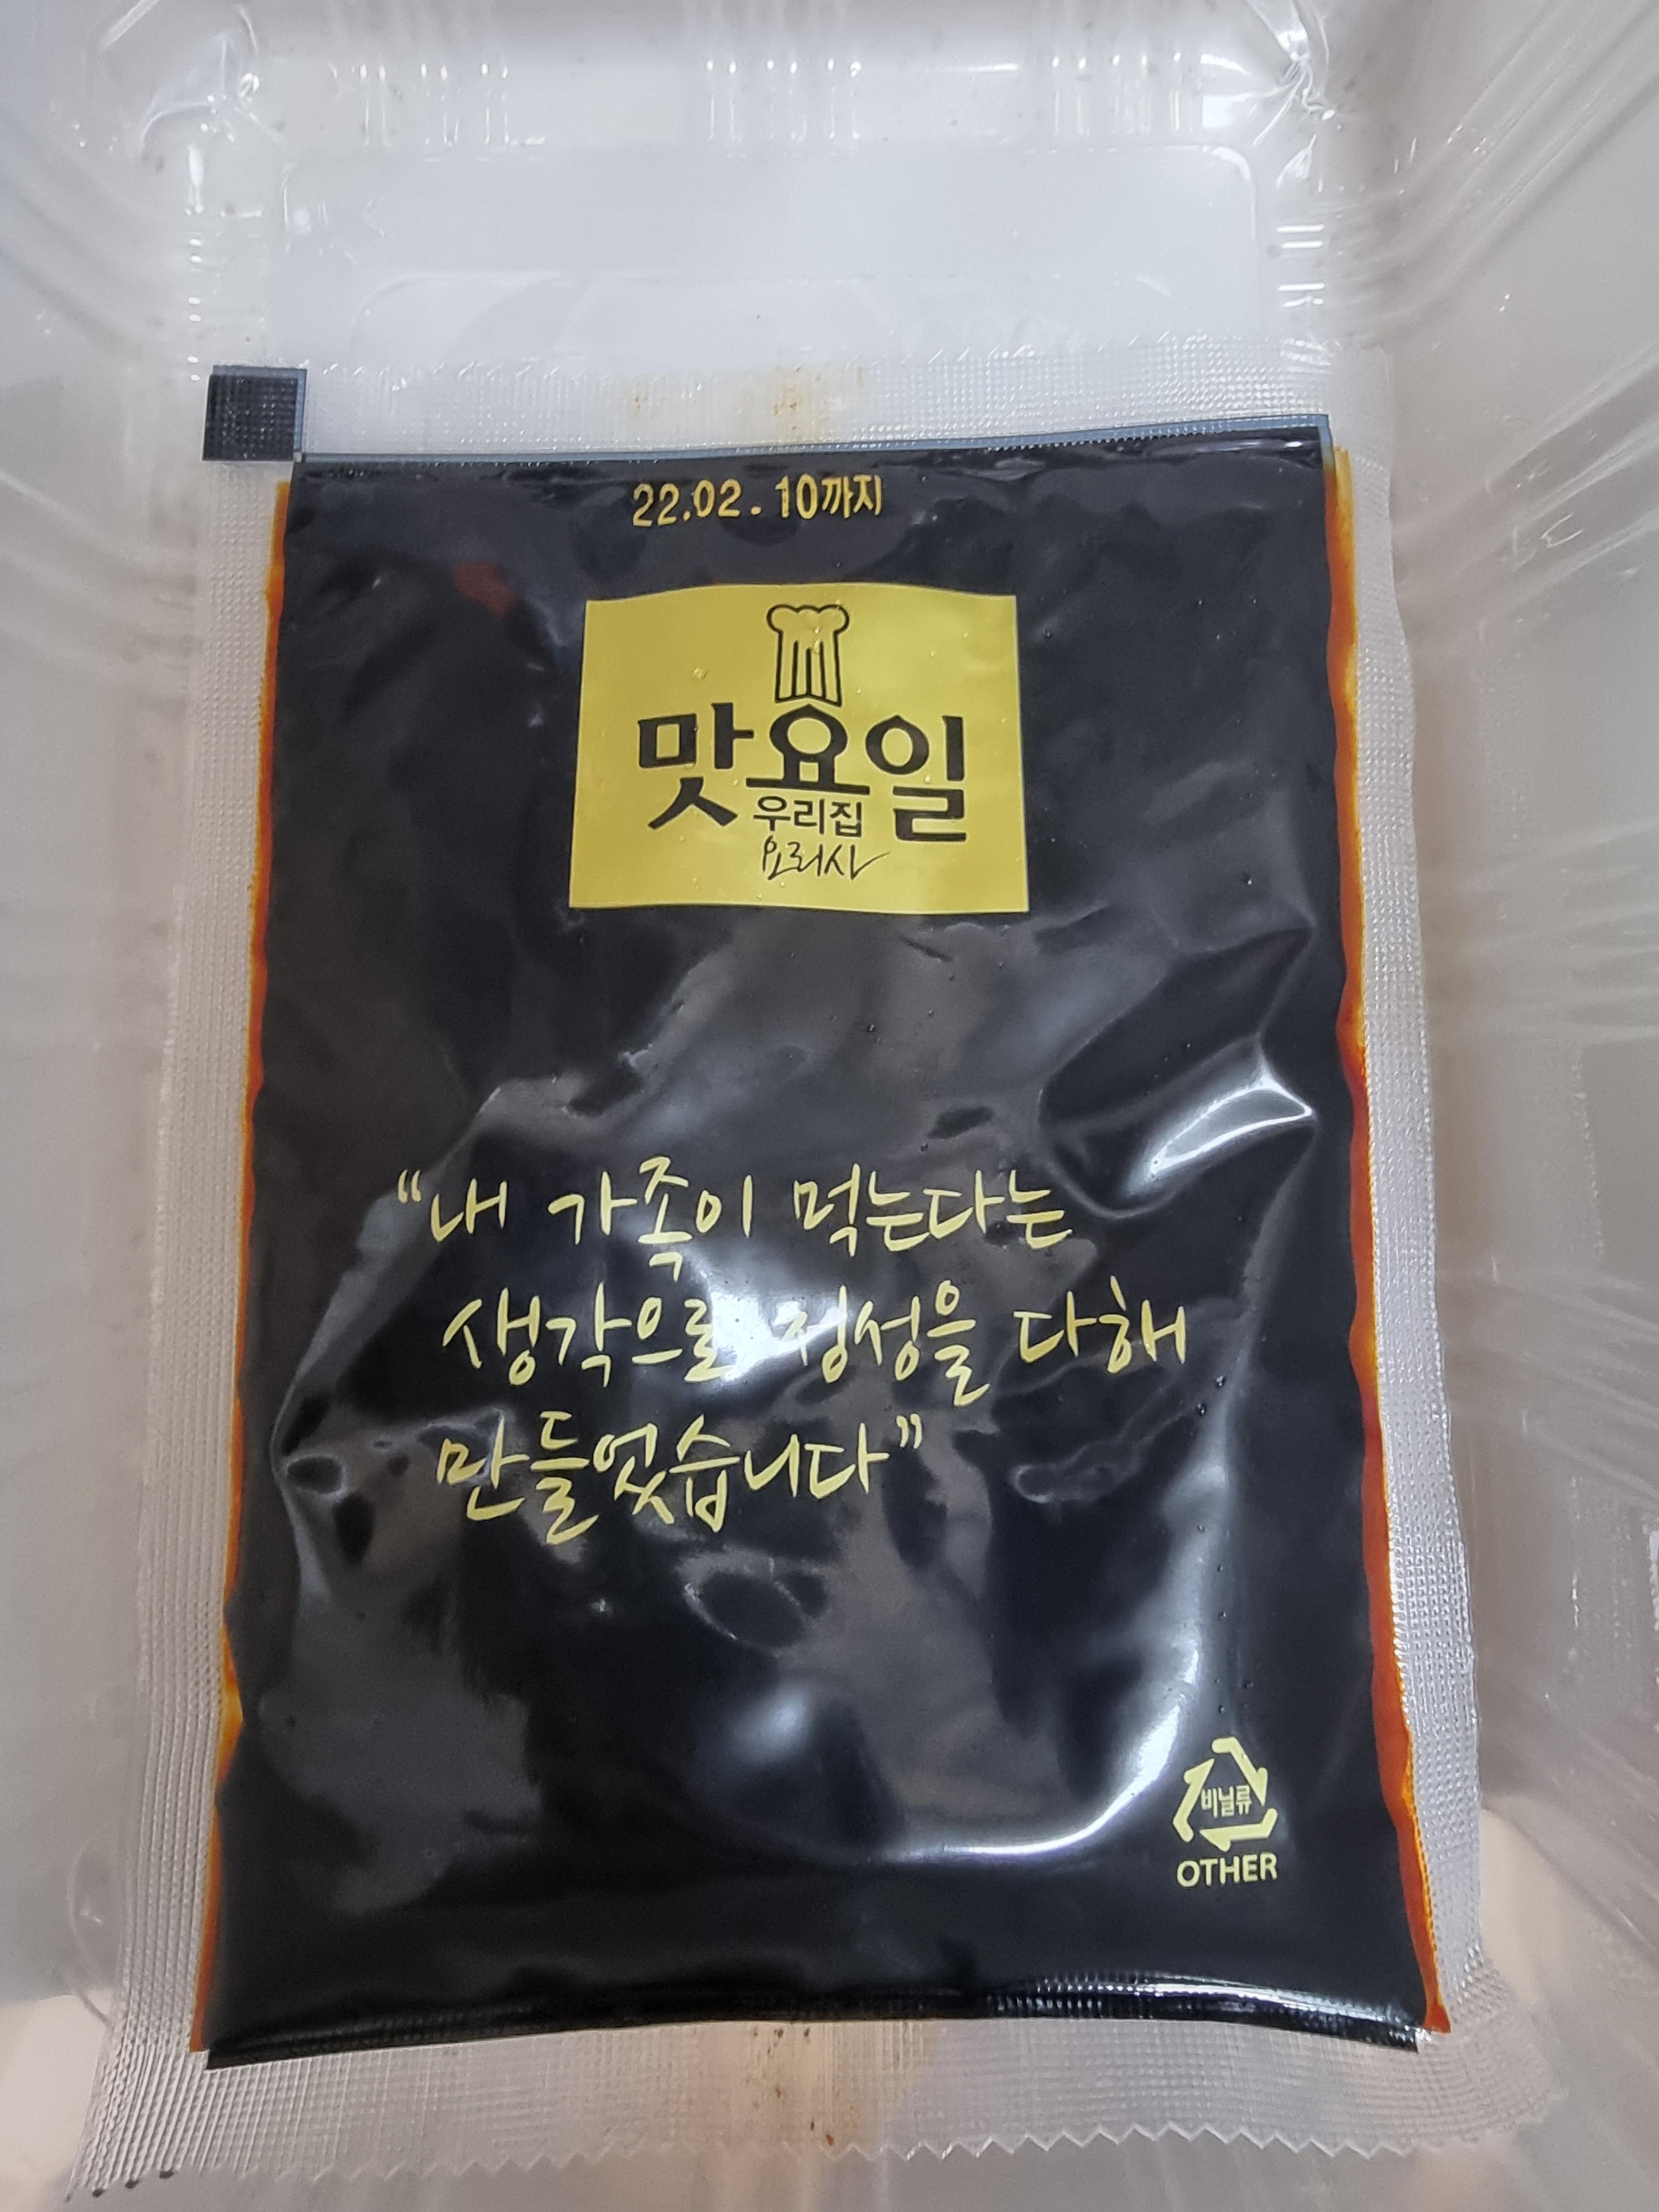 22.02.10까지
맛요일
우리집
요리사
“내 가족이 먹는다는
생각으로 정성을 다해
만들었습니다”
비닐류
OTHER